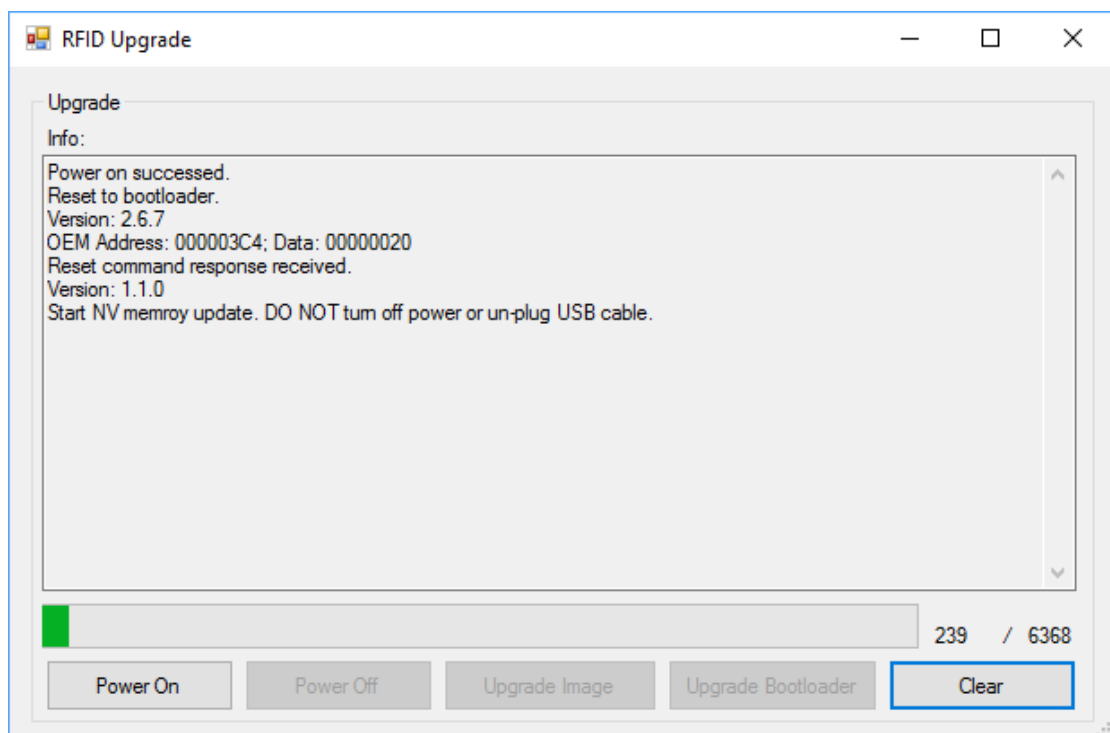 RFID Upgrade
Upgrade
Info:
Power on successed.
Reset to bootloader.
Version: 2.6.7
OEM Address: 000003C4; Data: 00000020
Reset command response received.
Version: 1.1.0
Start NV memroy update. DO NOT turn off power or un-plug USB cable.
239 / 6368
Power On Power Off Upgrade Image Upgrade Bootloader Clear